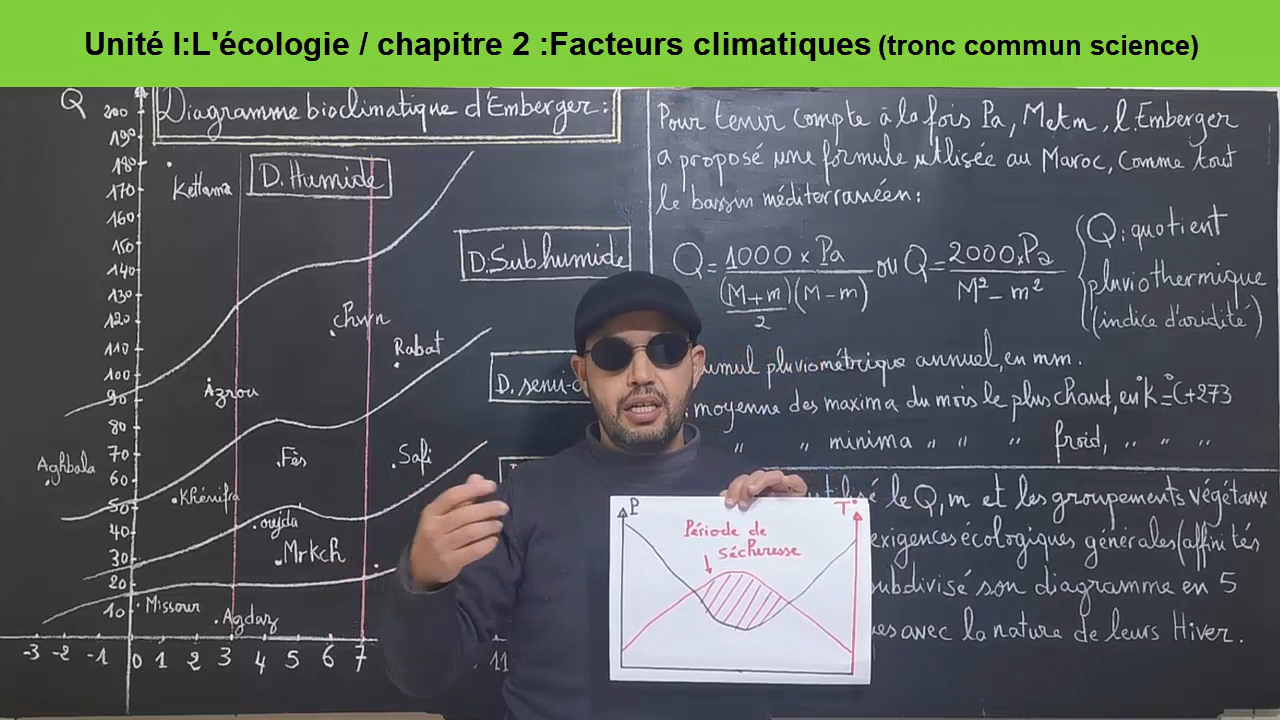 Unité I:L'écologie / chapitre 2 :Facteurs climatiques (tronc commun science)
Diagramme bioclimatique d'Emberger :
Q
200
190
180
170
160
150
140
130
120
110
100
90
80
70
60
50
40
30
20
10
-3 -2 -1 0 1 2 3 4 5 6 7 11
Kettama
D. Humide
D. Subhumide
D. semi-a
Azrou
Rabat
Aghbala
Khénifra
Fès
Safi
oujda
Mrkch
Missour
Agdaz
Pour tenir compte à la fois Pa, M et m, l'Emberger
a proposé une formule utilisée au Maroc, comme tout
le bassin méditerranéen :
Q = 1000 x Pa / (M+m)/2 (M-m) ou Q = 2000 x Pa / M² - m²
Q : quotient
pluviothermique
(indice d'aridité)
umul pluviométrique annuel, en mm.
: moyenne des maxima du mois le plus chaud, en °K = °C+273
" " minima " " " froid, " " "
utilisé le Q, m et les groupements végétaux
exigences écologiques générales (affinités
subdivisé son diagramme en 5
es avec la nature de leurs Hiver.
P
T°
Période de
sécheresse